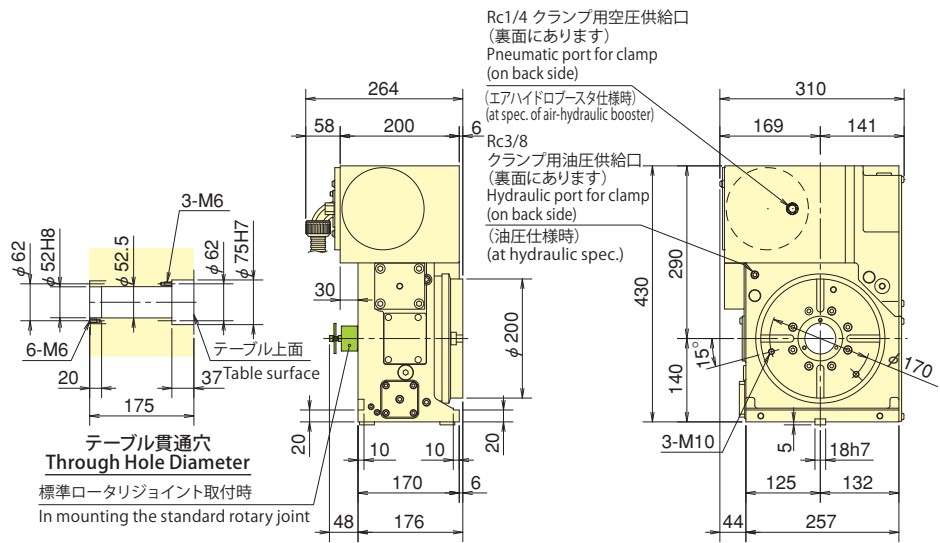 Rc1/4 クランプ用空圧供給口
（裏面にあります）
Pneumatic port for clamp
(on back side)
（エアハイドロブースタ仕様時）
(at spec. of air-hydraulic booster)
Rc3/8
クランプ用油圧供給口
（裏面にあります）
Hydraulic port for clamp
(on back side)
（油圧仕様時）
(at hydraulic spec.)
264
58
200
6
310
169
141
3-M6
φ62
φ52H8
φ52.5
φ62
φ75H7
6-M6
テーブル上面
Table surface
20
37
175
テーブル貫通穴
Through Hole Diameter
標準ロータリジョイント取付時
In mounting the standard rotary joint
30
φ200
20
10
10
20
170
6
48
176
430
290
140
15°
φ170
3-M10
5
18h7
125
132
44
257